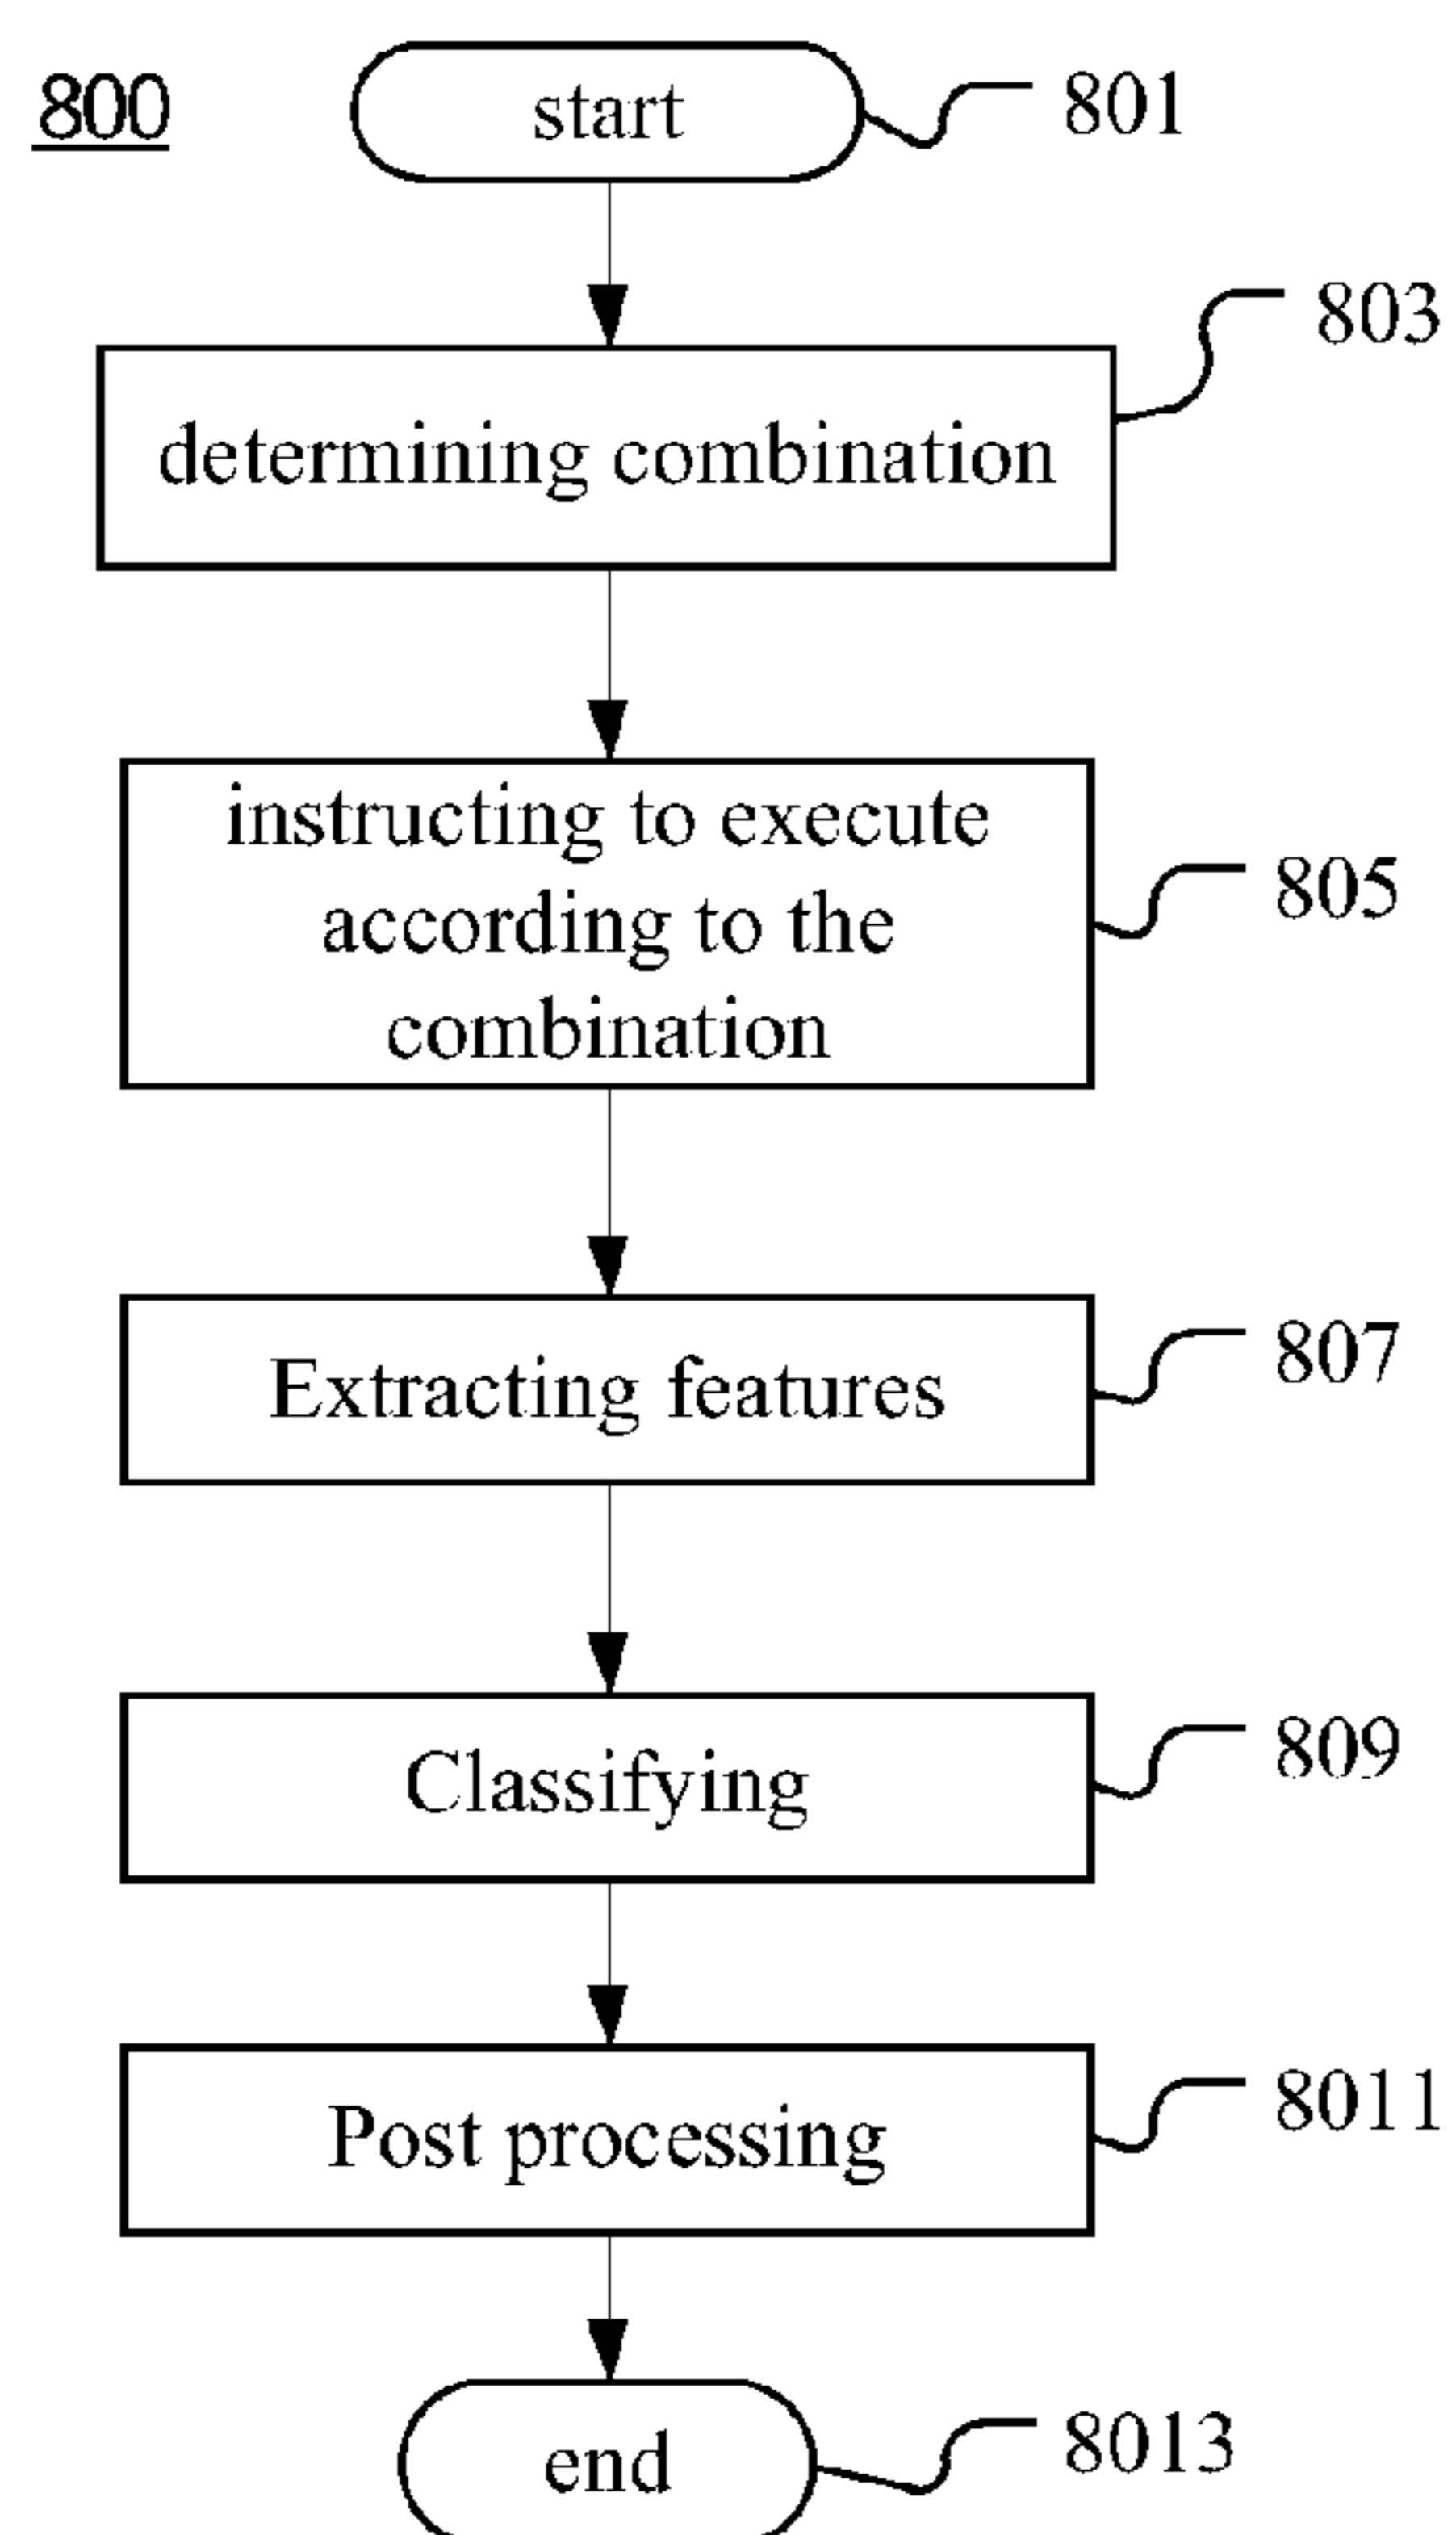 800
start
801
803
determining combination
instructing to execute
according to the
combination
805
807
Extracting features
809
Classifying
8011
Post processing
end
8013